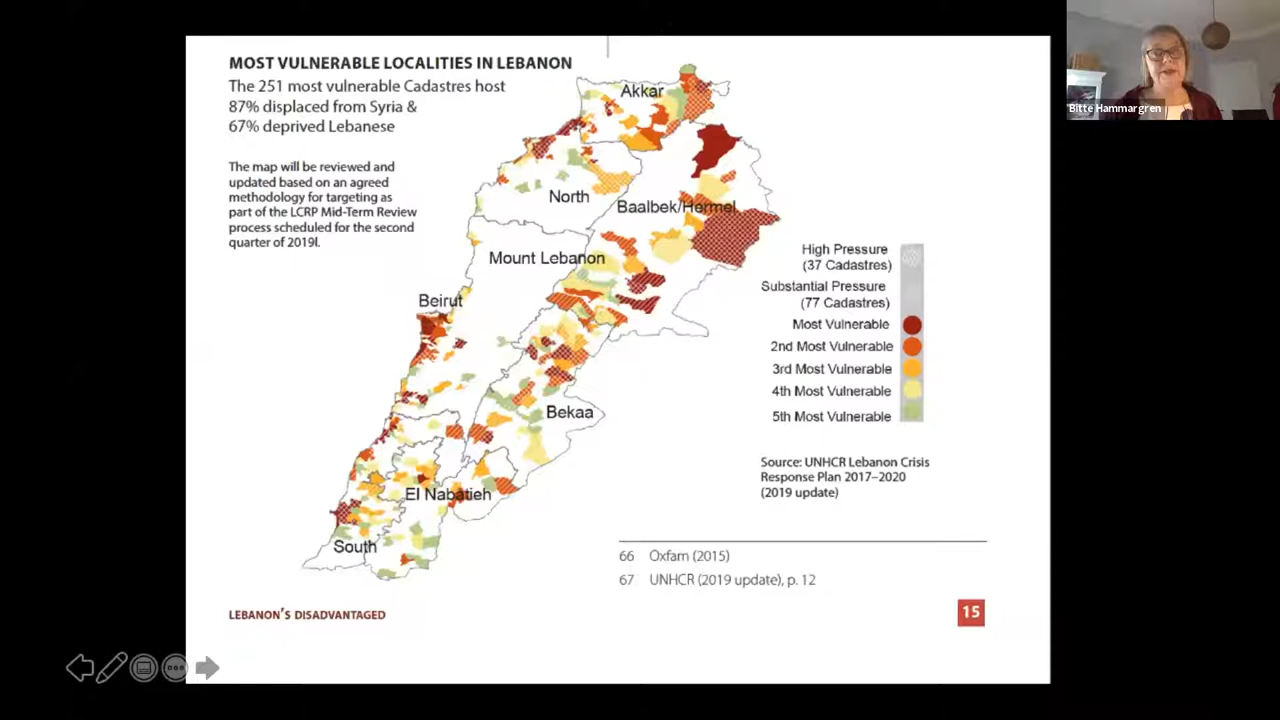 MOST VULNERABLE LOCALITIES IN LEBANON
The 251 most vulnerable Cadastres host
87% displaced from Syria &
67% deprived Lebanese
The map will be reviewed and
updated based on an agreed
methodology for targeting as
part of the LCRP Mid-Term Review
process scheduled for the second
quarter of 2019l.
Akkar
North
Baalbek/Hermel
Mount Lebanon
Beirut
Bekaa
El Nabatieh
South
High Pressure
(37 Cadastres)
Substantial Pressure
(77 Cadastres)
Most Vulnerable
2nd Most Vulnerable
3rd Most Vulnerable
4th Most Vulnerable
5th Most Vulnerable
Source: UNHCR Lebanon Crisis
Response Plan 2017–2020
(2019 update)
66 Oxfam (2015)
67 UNHCR (2019 update), p. 12
LEBANON'S DISADVANTAGED
15
Bitte Hammargren